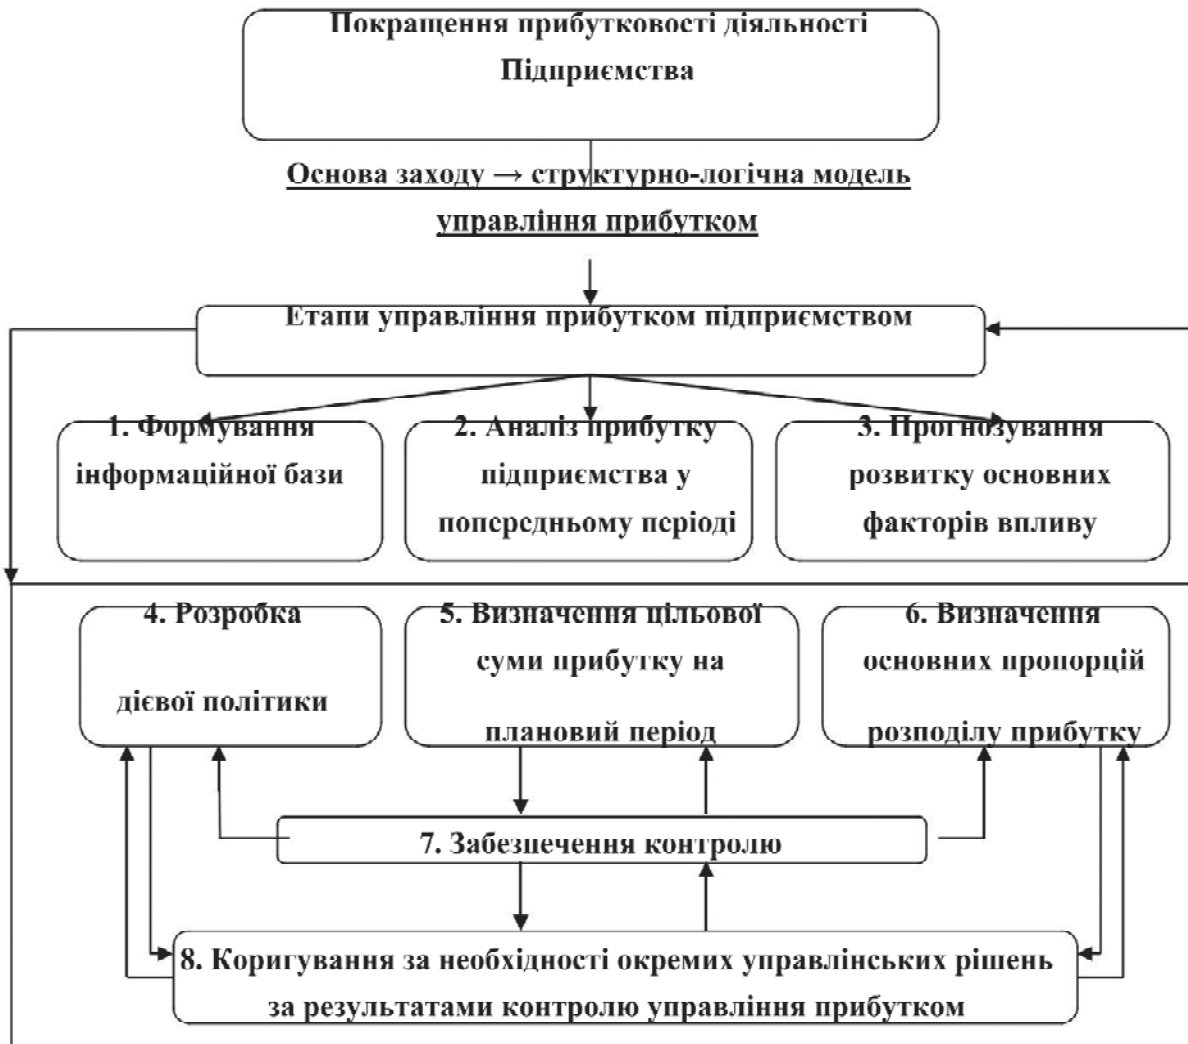 Покращення прибутковості діяльності
Підприємства
Основа заходу → структурно-логічна модель
управління прибутком
Етапи управління прибутком підприємством
1. Формування
інформаційної бази
2. Аналіз прибутку
підприємства у
попередньому періоді
3. Прогнозування
розвитку основних
факторів впливу
4. Розробка
дієвої політики
5. Визначення цільової
суми прибутку на
плановий період
6. Визначення
основних пропорцій
розподілу прибутку
7. Забезпечення контролю
8. Коригування за необхідності окремих управлінських рішень
за результатами контролю управління прибутком